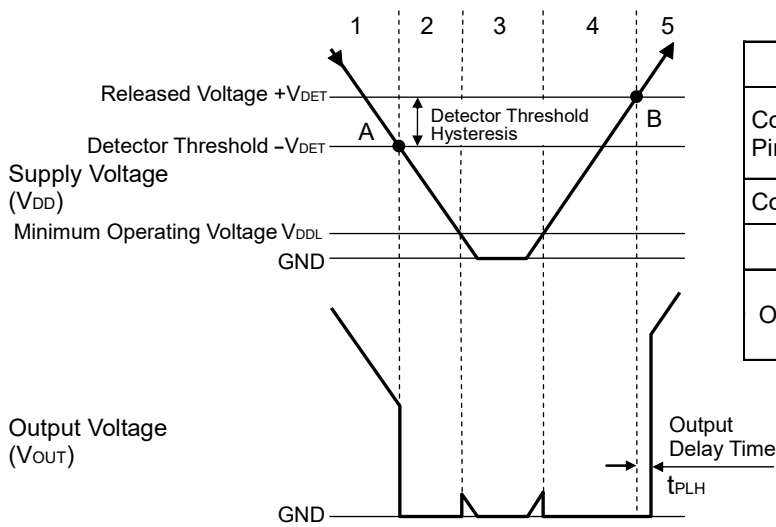 1 2 3 4 5
Released Voltage +VDET
Detector Threshold
Hysteresis
A
B
Detector Threshold –VDET
Supply Voltage
(VDD)
Minimum Operating Voltage VDDL
GND
Output Voltage
(VOUT)
Output
Delay Time
tPLH
GND
Co
Pin
Co
O